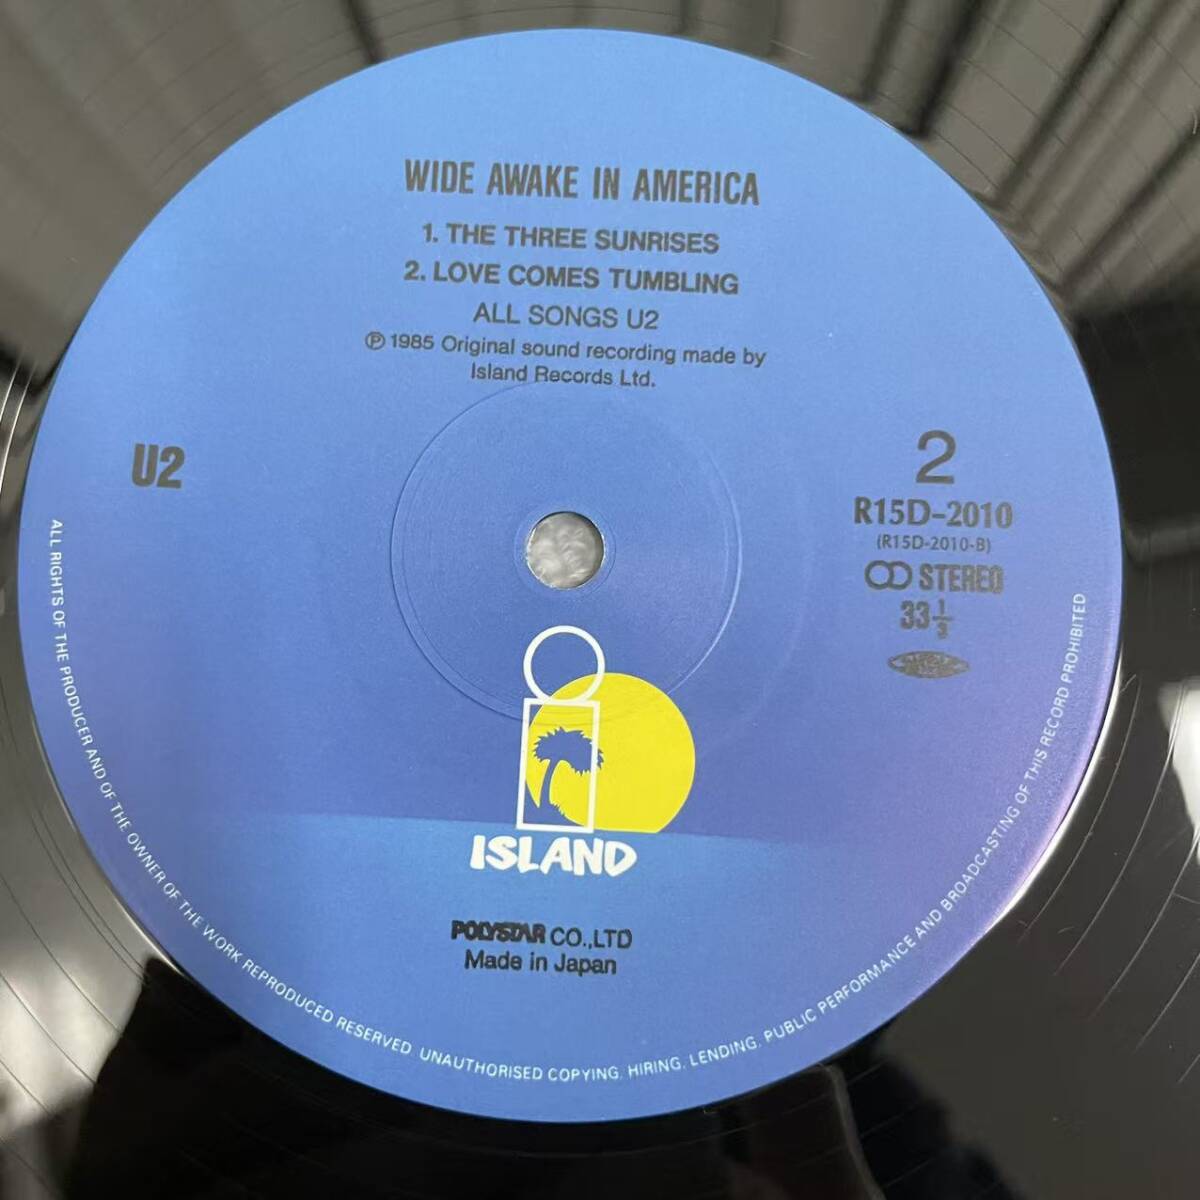 WIDE AWAKE IN AMERICA
1. THE THREE SUNRISES
2. LOVE COMES TUMBLING
ALL SONGS U2
Ⓟ 1985 Original sound recording made by
Island Records Ltd.
U2
2
R15D-2010
(R15D-2010-B)
STEREO
33 1/3
ISLAND
POLYSTAR CO.,LTD
Made in Japan
ALL RIGHTS OF THE PRODUCER AND OF THE OWNER OF THE WORK REPRODUCED RESERVED. UNAUTHORISED COPYING, HIRING, LENDING, PUBLIC PERFORMANCE AND BROADCASTING OF THIS RECORD PROHIBITED